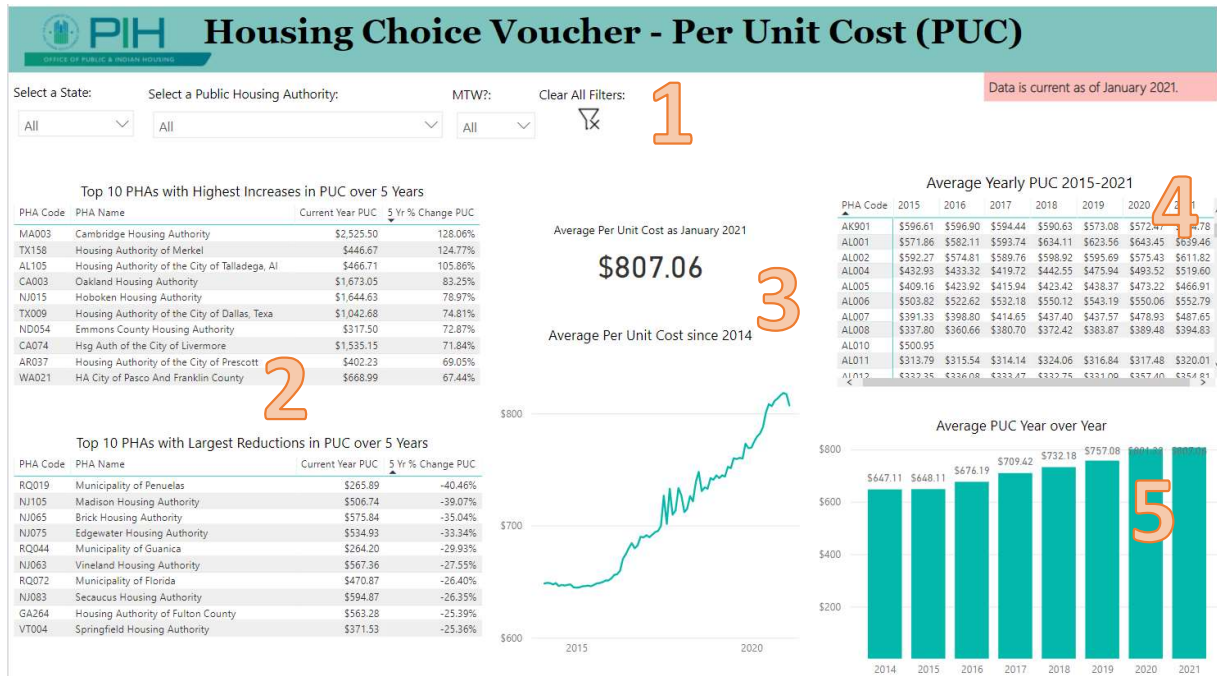 PIH
OFFICE OF PUBLIC & INDIAN HOUSING
Housing Choice Voucher - Per Unit Cost (PUC)
Data is current as of January 2021.
Select a State:
All
Select a Public Housing Authority:
All
MTW?:
All
Clear All Filters:
1
Top 10 PHAs with Highest Increases in PUC over 5 Years
PHA Code PHA Name Current Year PUC 5 Yr % Change PUC
MA003 Cambridge Housing Authority $2,525.50 128.06%
TX158 Housing Authority of Merkel $446.67 124.77%
AL105 Housing Authority of the City of Talladega, Al $466.71 105.86%
CA003 Oakland Housing Authority $1,673.05 83.25%
NJ015 Hoboken Housing Authority $1,644.63 78.97%
TX009 Housing Authority of the City of Dallas, Texa $1,042.68 74.81%
ND054 Emmons County Housing Authority $317.50 72.87%
CA074 Hsg Auth of the City of Livermore $1,535.15 71.84%
AR037 Housing Authority of the City of Prescott $402.23 69.05%
WA021 HA City of Pasco And Franklin County $668.99 67.44%
2
Top 10 PHAs with Largest Reductions in PUC over 5 Years
PHA Code PHA Name Current Year PUC 5 Yr % Change PUC
RQ019 Municipality of Penuelas $265.89 -40.46%
NJ105 Madison Housing Authority $506.74 -39.07%
NJ065 Brick Housing Authority $575.84 -35.04%
NJ075 Edgewater Housing Authority $534.93 -33.34%
RQ044 Municipality of Guanica $264.20 -29.93%
NJ063 Vineland Housing Authority $567.36 -27.55%
RQ072 Municipality of Florida $470.87 -26.40%
NJ083 Secaucus Housing Authority $594.87 -26.35%
GA264 Housing Authority of Fulton County $563.28 -25.39%
VT004 Springfield Housing Authority $371.53 -25.36%
Average Per Unit Cost as January 2021
$807.06
3
Average Per Unit Cost since 2014
$800
$700
$600
2015 2020
Average Yearly PUC 2015-2021
4
PHA Code 2015 2016 2017 2018 2019 2020
AK901 $596.61 $596.90 $594.44 $590.63 $573.08
AL001 $571.86 $582.11 $593.74 $634.11 $623.56 $643.45 $639.46
AL002 $592.27 $574.81 $589.76 $598.92 $595.69 $575.43 $611.82
AL004 $432.93 $433.32 $419.72 $442.55 $475.94 $493.52 $519.60
AL005 $409.16 $423.92 $415.94 $423.42 $438.37 $473.22 $466.91
AL006 $503.82 $522.62 $532.18 $550.12 $543.19 $550.06 $552.79
AL007 $391.33 $398.80 $414.65 $437.40 $437.57 $478.93 $487.65
AL008 $337.80 $360.66 $380.70 $372.42 $383.87 $389.48 $394.83
AL010 $500.95
AL011 $313.79 $315.54 $314.14 $324.06 $316.84 $317.48 $320.01
AL012 $332.35 $336.08 $333.47 $332.75 $331.09 $357.40 $354.81
Average PUC Year over Year
$800
$600
$400
$200
$647.11 $648.11 $676.19 $709.42 $732.18 $757.08
5
2014 2015 2016 2017 2018 2019 2020 2021